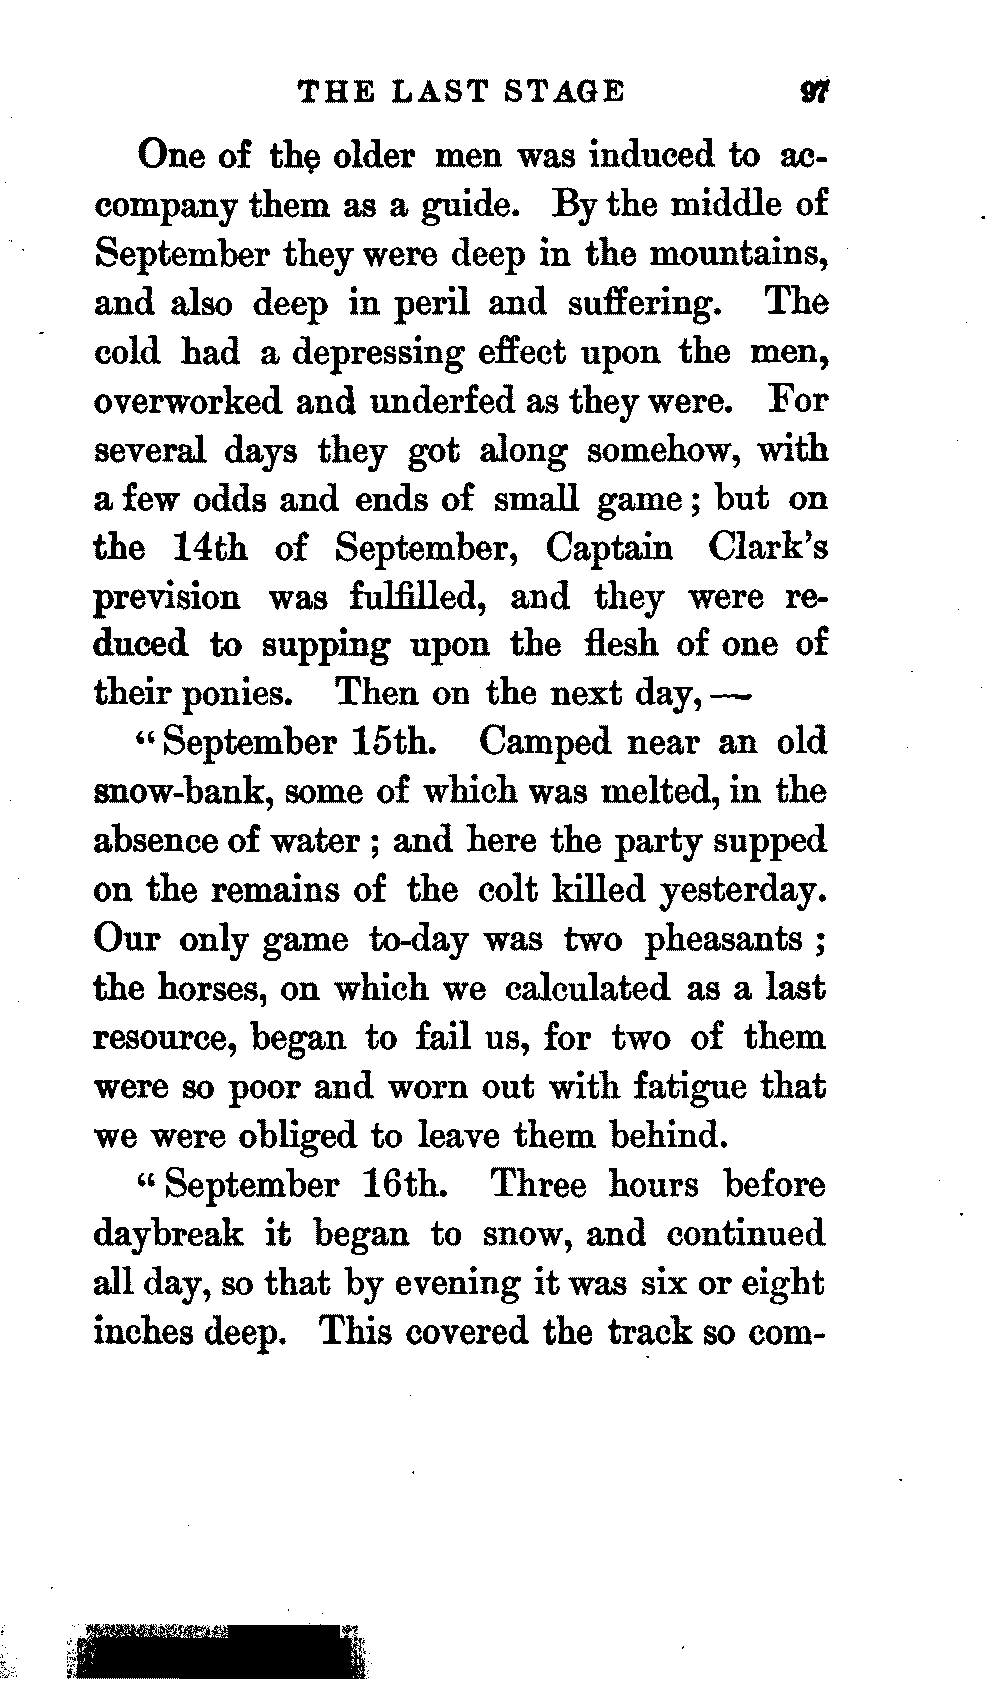 THE LAST STAGE 97
One of the older men was induced to ac-
company them as a guide. By the middle of
September they were deep in the mountains,
and also deep in peril and suffering. The
cold had a depressing effect upon the men,
overworked and underfed as they were. For
several days they got along somehow, with
a few odds and ends of small game; but on
the 14th of September, Captain Clark's
prevision was fulfilled, and they were re-
duced to supping upon the flesh of one of
their ponies. Then on the next day, —
“September 15th. Camped near an old
snow-bank, some of which was melted, in the
absence of water; and here the party supped
on the remains of the colt killed yesterday.
Our only game to-day was two pheasants;
the horses, on which we calculated as a last
resource, began to fail us, for two of them
were so poor and worn out with fatigue that
we were obliged to leave them behind.
“September 16th. Three hours before
daybreak it began to snow, and continued
all day, so that by evening it was six or eight
inches deep. This covered the track so com-